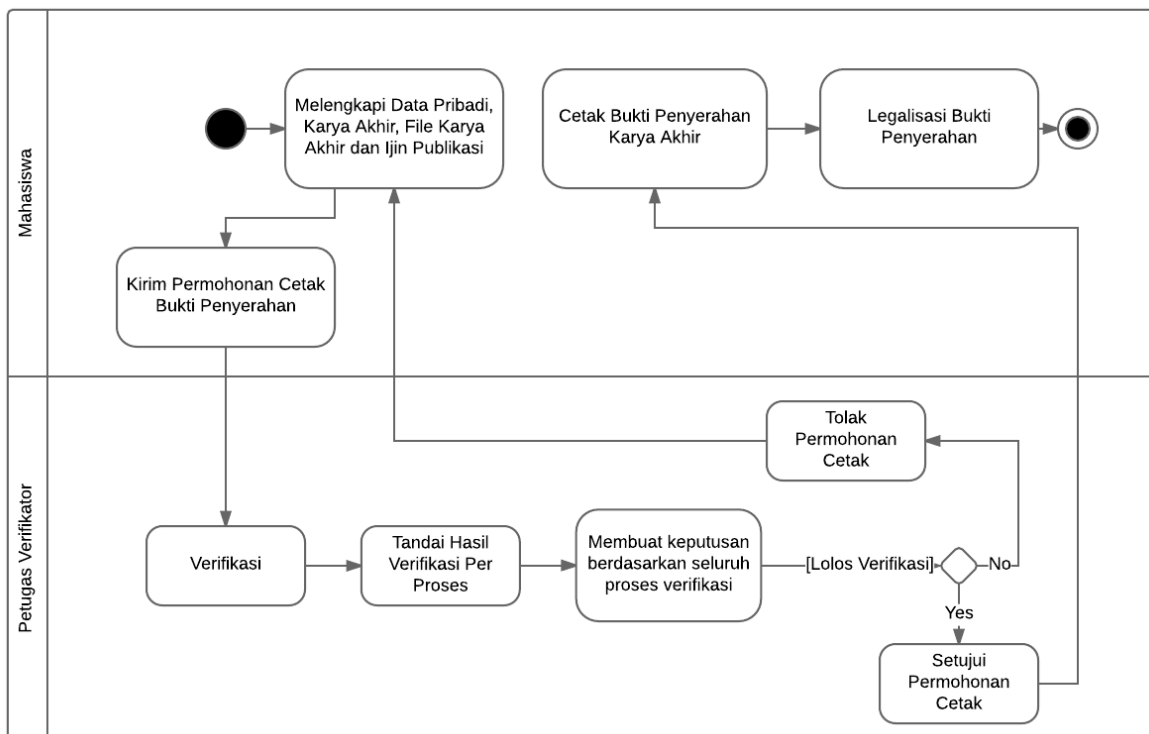 Mahasiswa
Melengkapi Data Pribadi,
Karya Akhir, File Karya
Akhir dan Ijin Publikasi
Cetak Bukti Penyerahan
Karya Akhir
Legalisasi Bukti
Penyerahan
Kirim Permohonan Cetak
Bukti Penyerahan
Petugas Verifikator
Tolak
Permohonan
Cetak
Verifikasi
Tandai Hasil
Verifikasi Per
Proses
Membuat keputusan
berdasarkan seluruh
proses verifikasi
[Lolos Verifikasi]
No
Yes
Setujui
Permohonan
Cetak